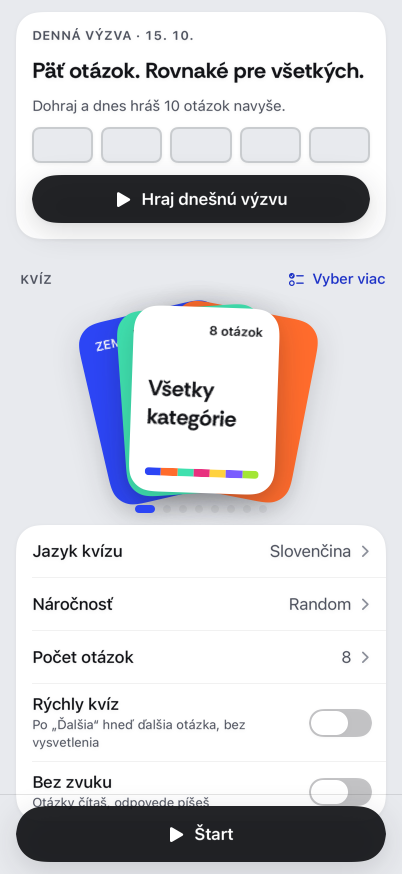 DENNÁ VÝZVA · 15. 10.
Päť otázok. Rovnaké pre všetkých.
Dohraj a dnes hráš 10 otázok navyše.
Hraj dnešnú výzvu
KVÍZ
Vyber viac
8 otázok
Všetky
kategórie
Jazyk kvízu
Slovenčina
Náročnosť
Random
Počet otázok
8
Rýchly kvíz
Po „Ďalšia“ hneď ďalšia otázka, bez
vysvetlenia
Bez zvuku
Otázky čítaš, odpovede píšeš
Štart